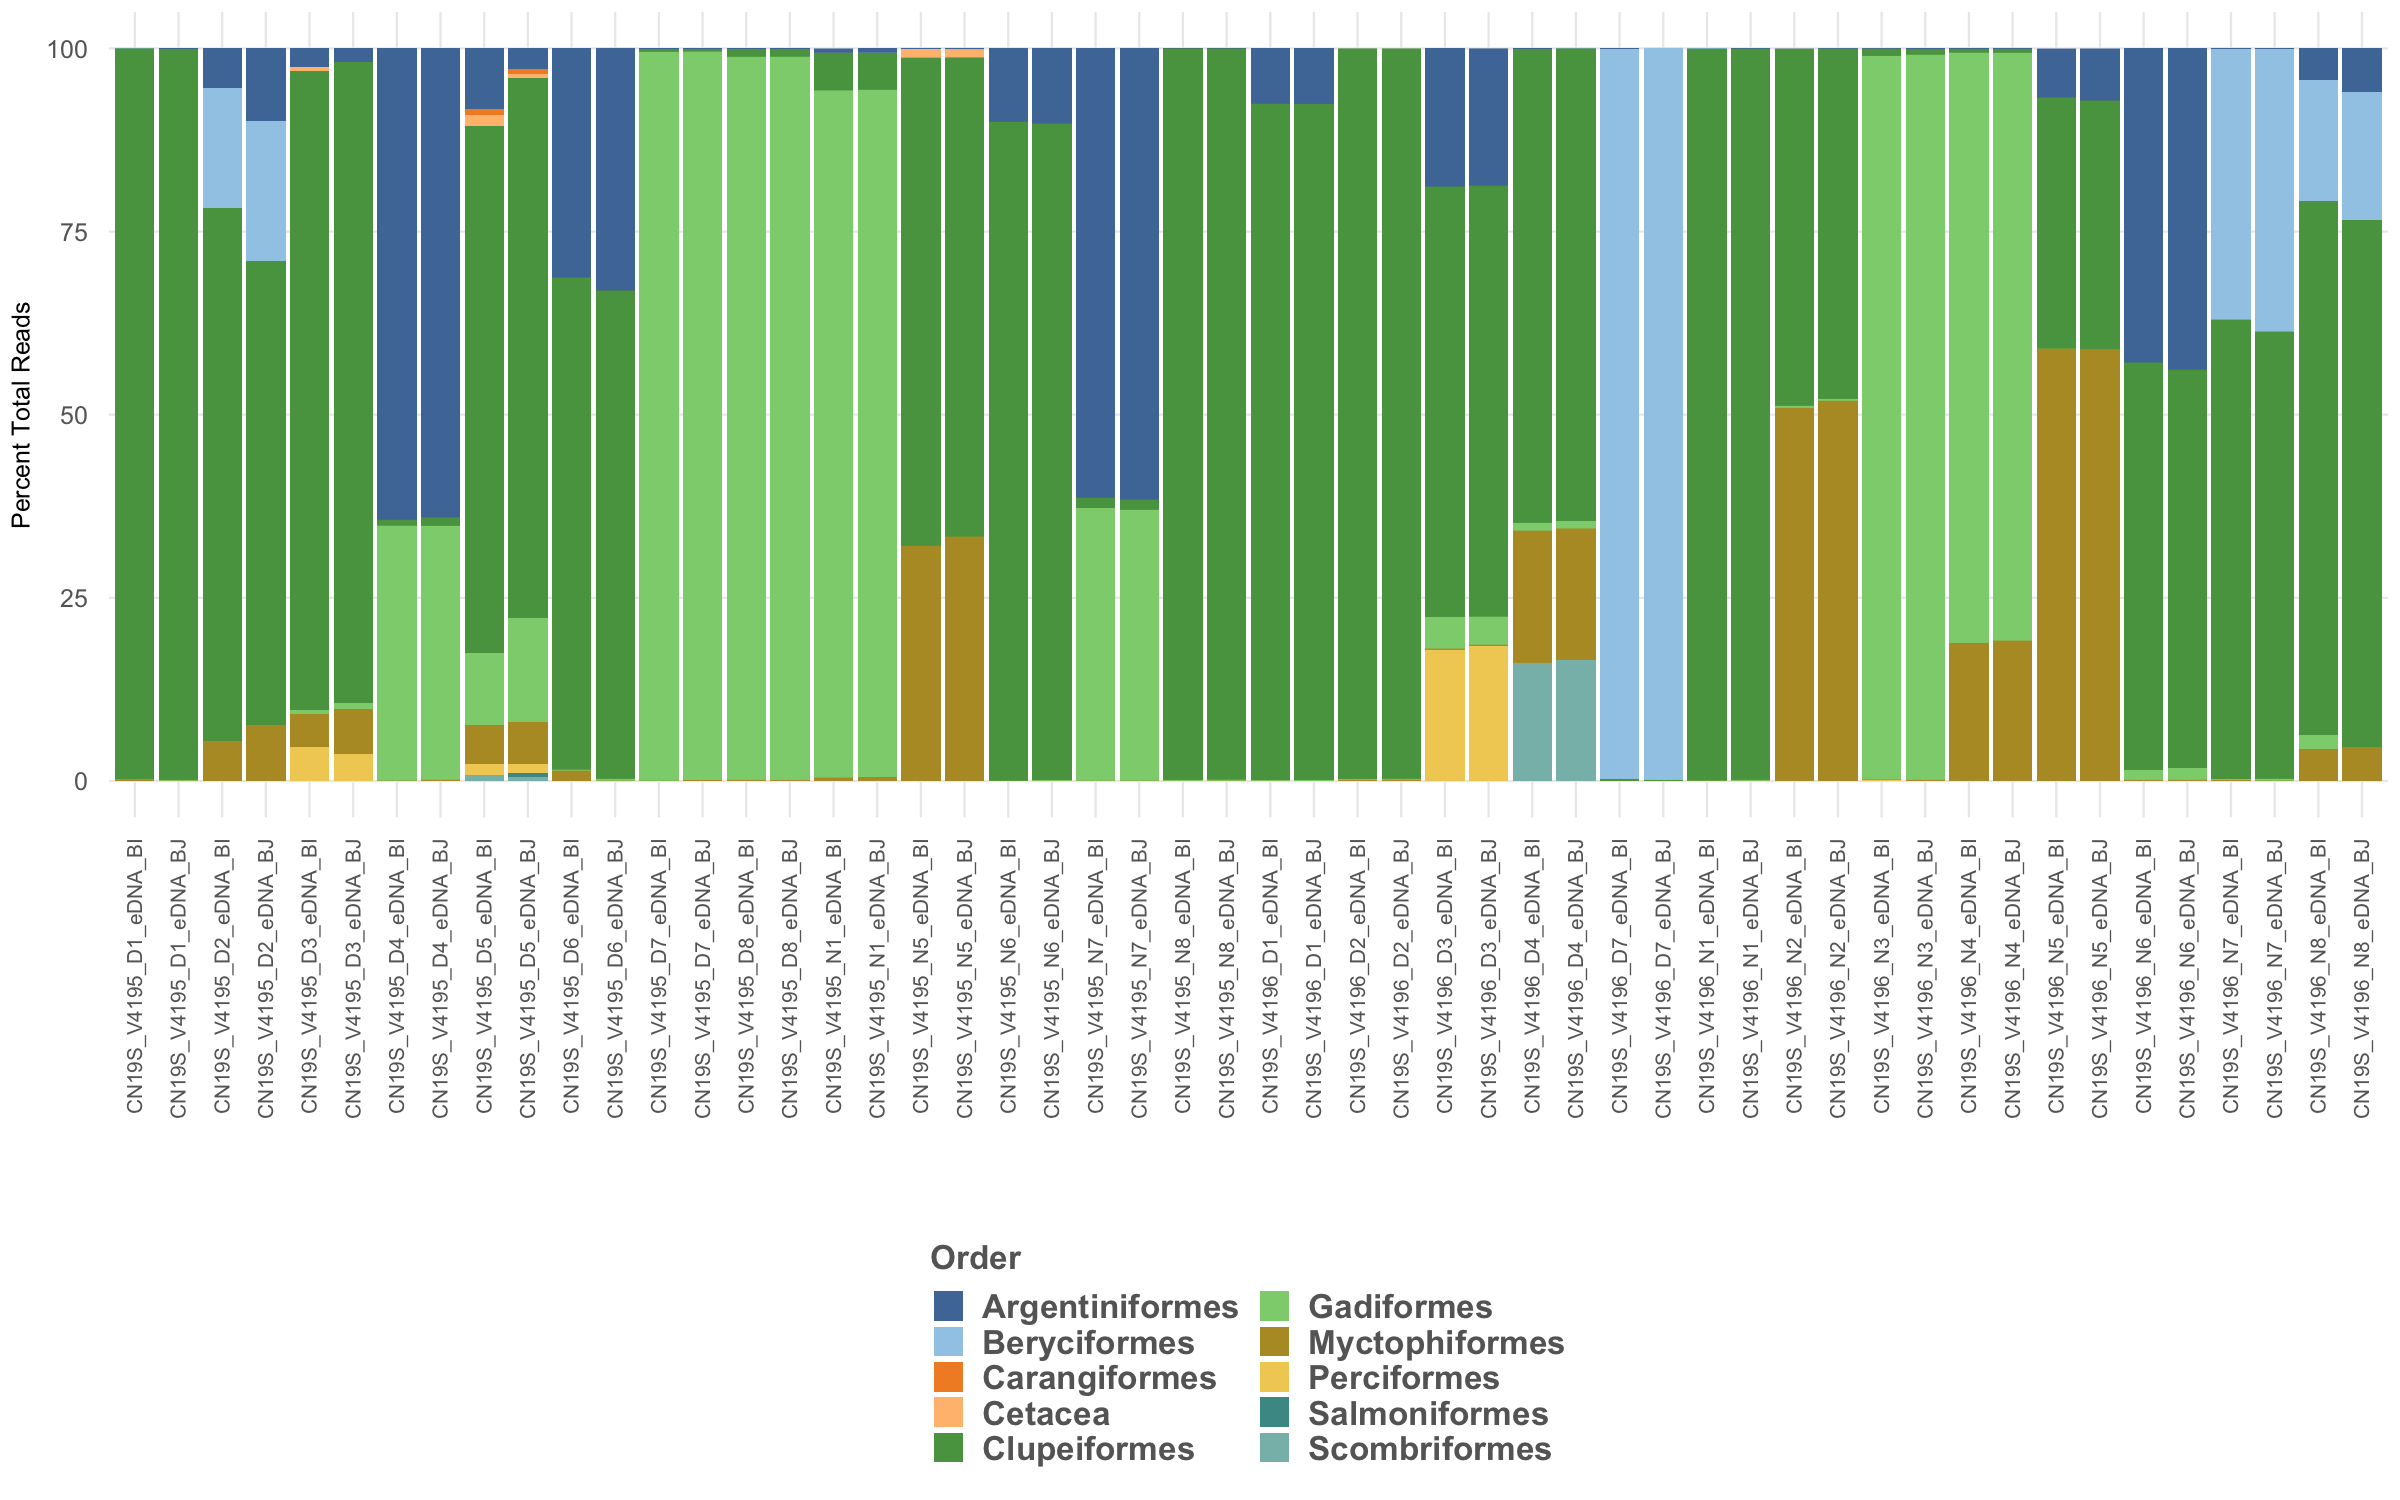 100
75
50
25
0
Percent Total Reads
CN19S_V4195_D1_eDNA_BI
CN19S_V4195_D1_eDNA_BJ
CN19S_V4195_D2_eDNA_BI
CN19S_V4195_D2_eDNA_BJ
CN19S_V4195_D3_eDNA_BI
CN19S_V4195_D3_eDNA_BJ
CN19S_V4195_D4_eDNA_BI
CN19S_V4195_D4_eDNA_BJ
CN19S_V4195_D5_eDNA_BI
CN19S_V4195_D5_eDNA_BJ
CN19S_V4195_D6_eDNA_BI
CN19S_V4195_D6_eDNA_BJ
CN19S_V4195_D7_eDNA_BI
CN19S_V4195_D7_eDNA_BJ
CN19S_V4195_D8_eDNA_BI
CN19S_V4195_D8_eDNA_BJ
CN19S_V4195_N1_eDNA_BI
CN19S_V4195_N1_eDNA_BJ
CN19S_V4195_N5_eDNA_BI
CN19S_V4195_N5_eDNA_BJ
CN19S_V4195_N6_eDNA_BI
CN19S_V4195_N6_eDNA_BJ
CN19S_V4195_N7_eDNA_BI
CN19S_V4195_N7_eDNA_BJ
CN19S_V4195_N8_eDNA_BI
CN19S_V4195_N8_eDNA_BJ
CN19S_V4196_D1_eDNA_BI
CN19S_V4196_D1_eDNA_BJ
CN19S_V4196_D2_eDNA_BI
CN19S_V4196_D2_eDNA_BJ
CN19S_V4196_D3_eDNA_BI
CN19S_V4196_D3_eDNA_BJ
CN19S_V4196_D4_eDNA_BI
CN19S_V4196_D4_eDNA_BJ
CN19S_V4196_D7_eDNA_BI
CN19S_V4196_D7_eDNA_BJ
CN19S_V4196_N1_eDNA_BI
CN19S_V4196_N1_eDNA_BJ
CN19S_V4196_N2_eDNA_BI
CN19S_V4196_N2_eDNA_BJ
CN19S_V4196_N3_eDNA_BI
CN19S_V4196_N3_eDNA_BJ
CN19S_V4196_N4_eDNA_BI
CN19S_V4196_N4_eDNA_BJ
CN19S_V4196_N5_eDNA_BI
CN19S_V4196_N5_eDNA_BJ
CN19S_V4196_N6_eDNA_BI
CN19S_V4196_N6_eDNA_BJ
CN19S_V4196_N7_eDNA_BI
CN19S_V4196_N7_eDNA_BJ
CN19S_V4196_N8_eDNA_BI
CN19S_V4196_N8_eDNA_BJ
Order
Argentiniformes
Beryciformes
Carangiformes
Cetacea
Clupeiformes
Gadiformes
Myctophiformes
Perciformes
Salmoniformes
Scombriformes